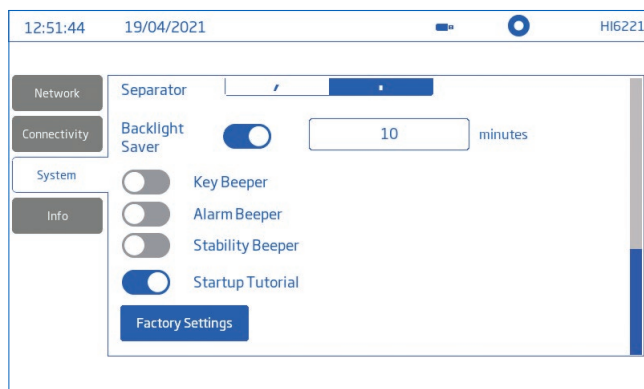 12:51:44 19/04/2021 HI6221
Network
Connectivity
System
Info
Separator , .
Backlight Saver 10 minutes
Key Beeper
Alarm Beeper
Stability Beeper
Startup Tutorial
Factory Settings